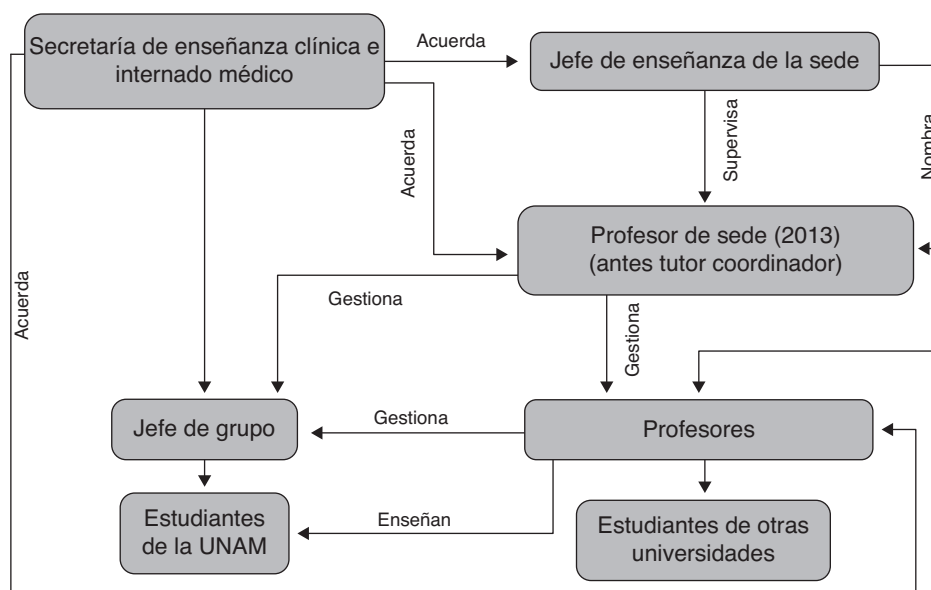 Secretaría de enseñanza clínica e
internado médico
Acuerda
Jefe de enseñanza de la sede
Acuerda
Supervisa
Nombra
Profesor de sede (2013)
(antes tutor coordinador)
Acuerda
Gestiona
Gestiona
Jefe de grupo
Gestiona
Profesores
Estudiantes
de la UNAM
Enseñan
Estudiantes de otras
universidades